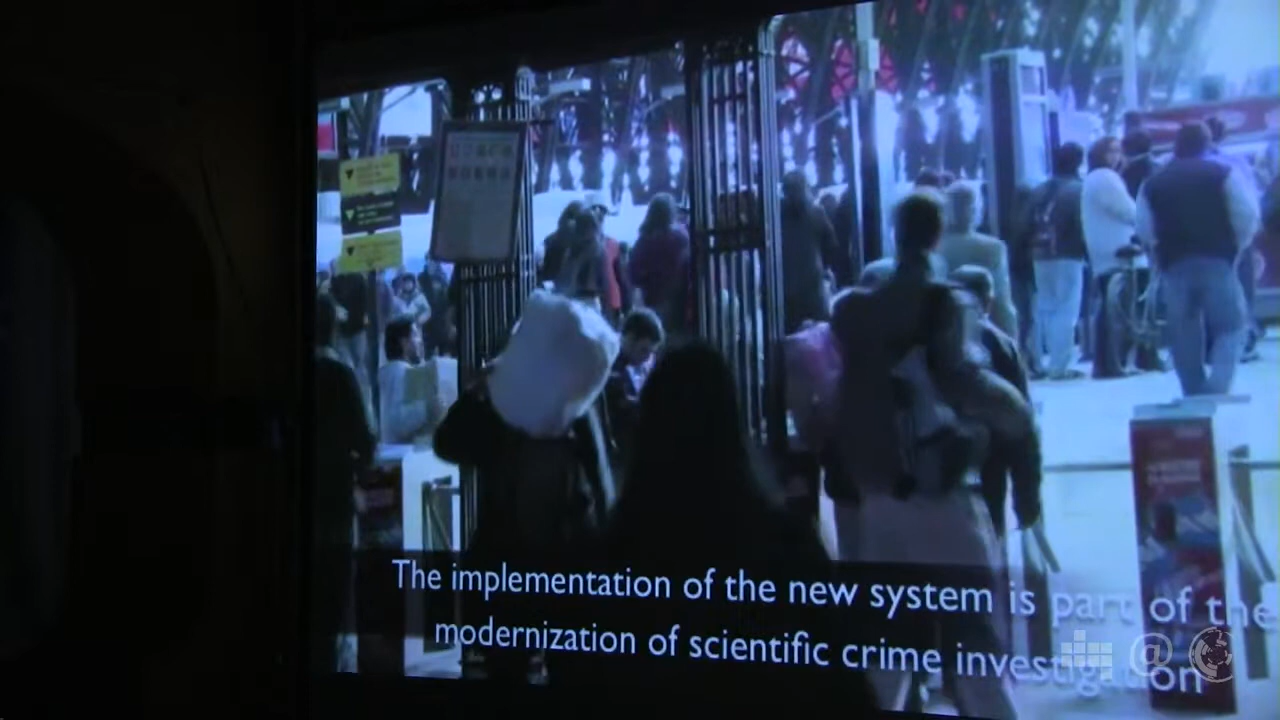 The implementation of the new system is part of the
modernization of scientific crime investigation